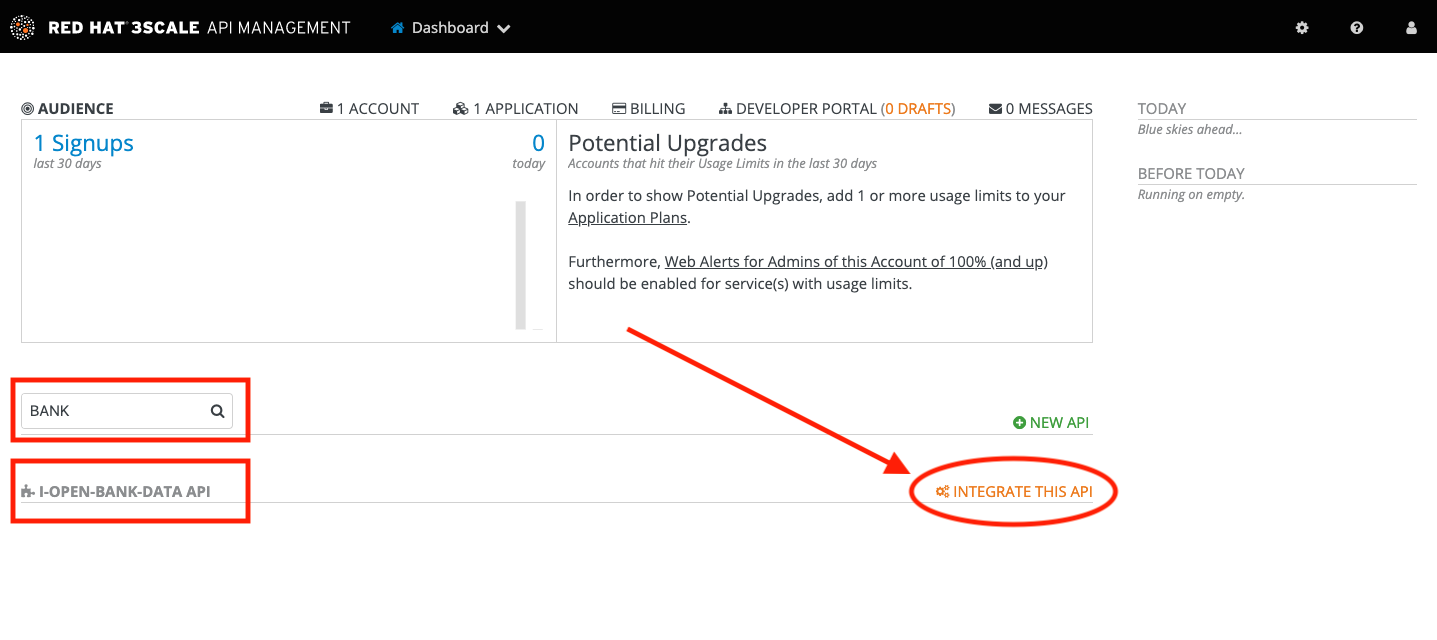 RED HAT 3SCALE API MANAGEMENT Dashboard
AUDIENCE 1 ACCOUNT 1 APPLICATION BILLING DEVELOPER PORTAL (0 DRAFTS) 0 MESSAGES
1 Signups 0
last 30 days today
Potential Upgrades
Accounts that hit their Usage Limits in the last 30 days
In order to show Potential Upgrades, add 1 or more usage limits to your
Application Plans.
Furthermore, Web Alerts for Admins of this Account of 100% (and up)
should be enabled for service(s) with usage limits.
TODAY
Blue skies ahead...
BEFORE TODAY
Running on empty.
BANK
NEW API
I-OPEN-BANK-DATA API INTEGRATE THIS API